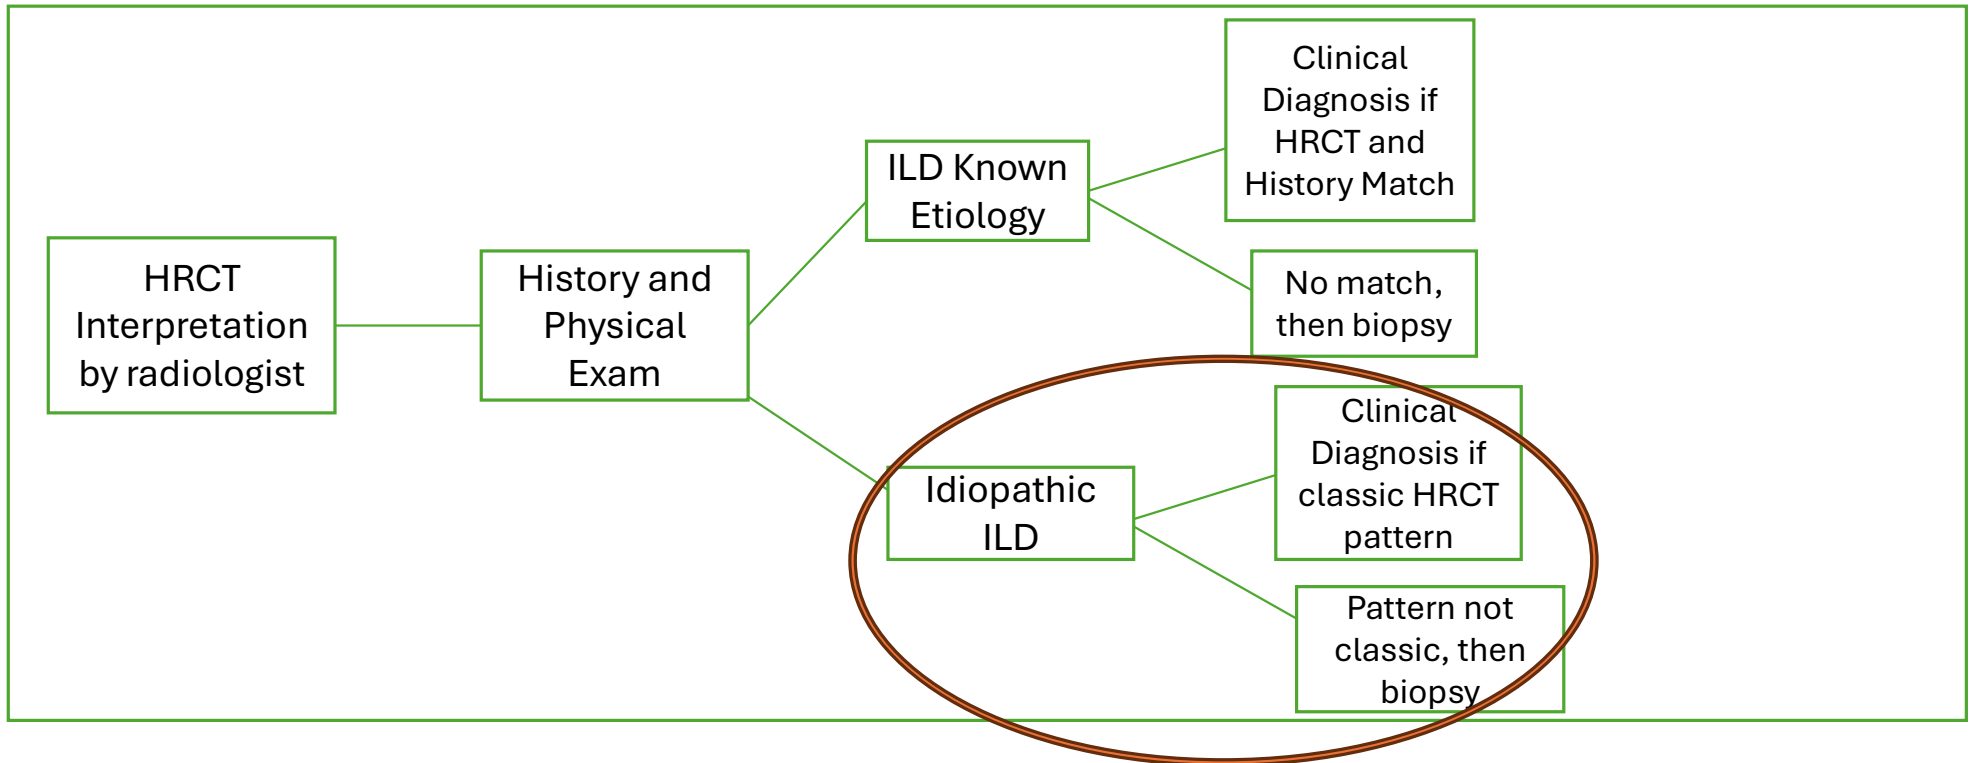 HRCT
Interpretation
by radiologist
History and
Physical
Exam
ILD Known
Etiology
Clinical
Diagnosis if
HRCT and
History Match
No match,
then biopsy
Idiopathic
ILD
Clinical
Diagnosis if
classic HRCT
pattern
Pattern not
classic, then
biopsy